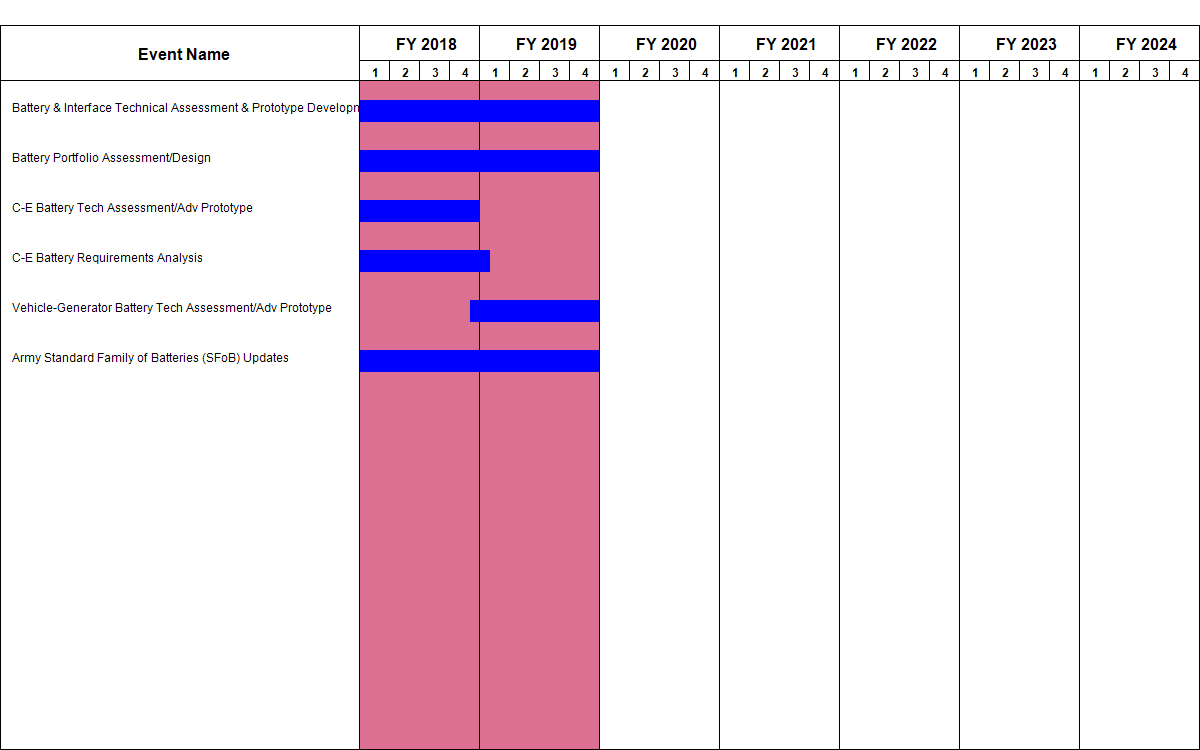 Event Name
FY 2018 FY 2019 FY 2020 FY 2021 FY 2022 FY 2023 FY 2024
1 2 3 4 1 2 3 4 1 2 3 4 1 2 3 4 1 2 3 4 1 2 3 4 1 2 3 4
Battery & Interface Technical Assessment & Prototype Developm
Battery Portfolio Assessment/Design
C-E Battery Tech Assessment/Adv Prototype
C-E Battery Requirements Analysis
Vehicle-Generator Battery Tech Assessment/Adv Prototype
Army Standard Family of Batteries (SFoB) Updates